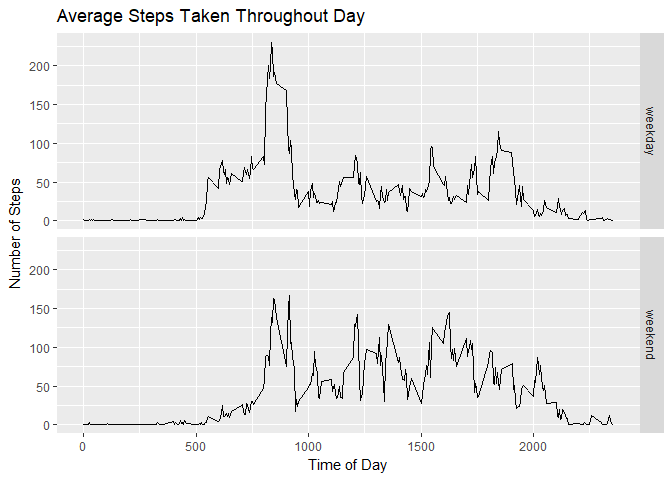 Average Steps Taken Throughout Day
Number of Steps
200
150
100
50
0
weekday
200
150
100
50
0
weekend
0 500 1000 1500 2000
Time of Day